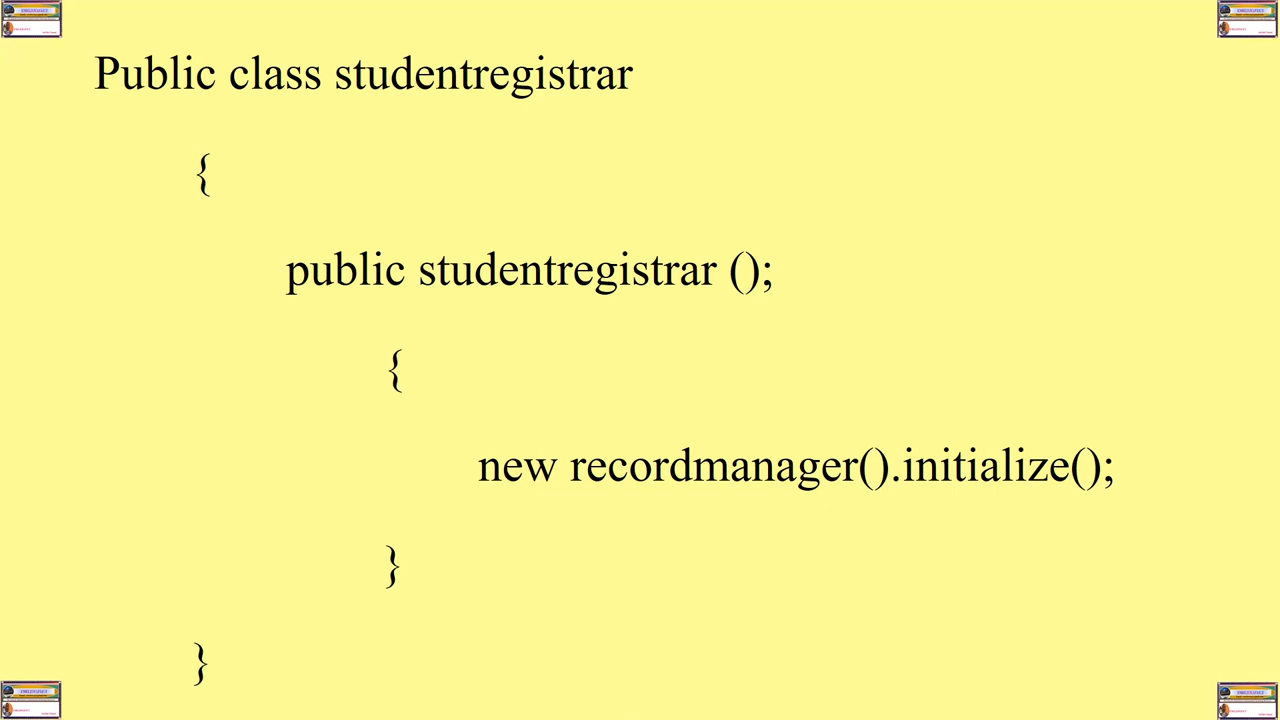 Public class studentregistrar
{
public studentregistrar ();
{
new recordmanager().initialize();
}
}